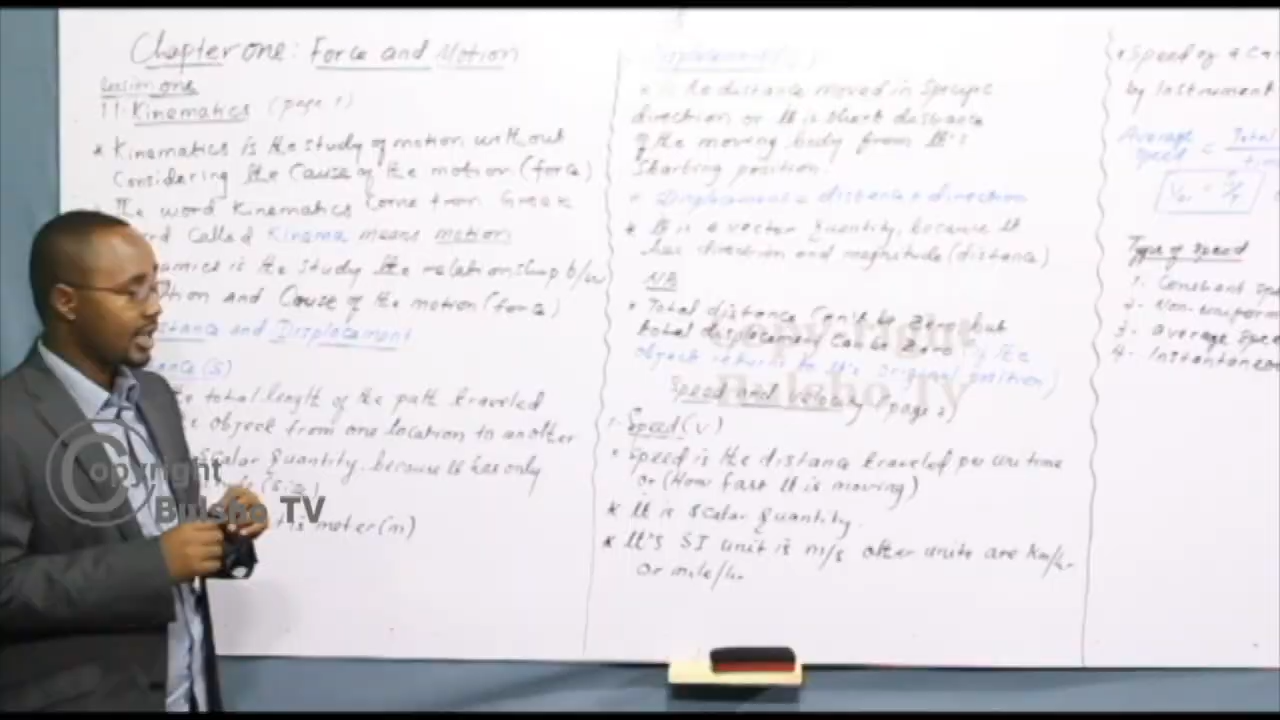 Chapter one: Force and Motion
Lesson one
1.1. Kinematics (page 1)
* Kinematics is the study of motion without
Considering the Cause of the motion (force)
The word Kinematics come from Greek
called Kinema means motion
is the study the relationship b/w
and Cause of the motion (force)
and Displacement
(S)
total length of the path traveled
object from one location to another
scalar quantity, because it has only
(size)
is meter (m)
is the distance moved in specific
direction or It is short distance
of the moving body from It's
Starting position.
* Displacement = distance + direction
* It is a vector quantity, because It
has direction and magnitude (distance)
NB
* Total distance can't be zero but
total displacement can be zero (if the
object returns to It's original position)
Speed and Velocity (page 2)
1. Speed (v)
* Speed is the distance traveled per unit time
or (How fast It is moving)
* It is scalar quantity.
* It's SI unit is m/s other units are Km/hr
or mile/hr
* Speed
by Instrument
Average speed =
Type of speed
1- Constant
2- Non-uniform
3- average
4- Instantaneous
Copyright
Bulsho TV
Copyright
Bulsho TV